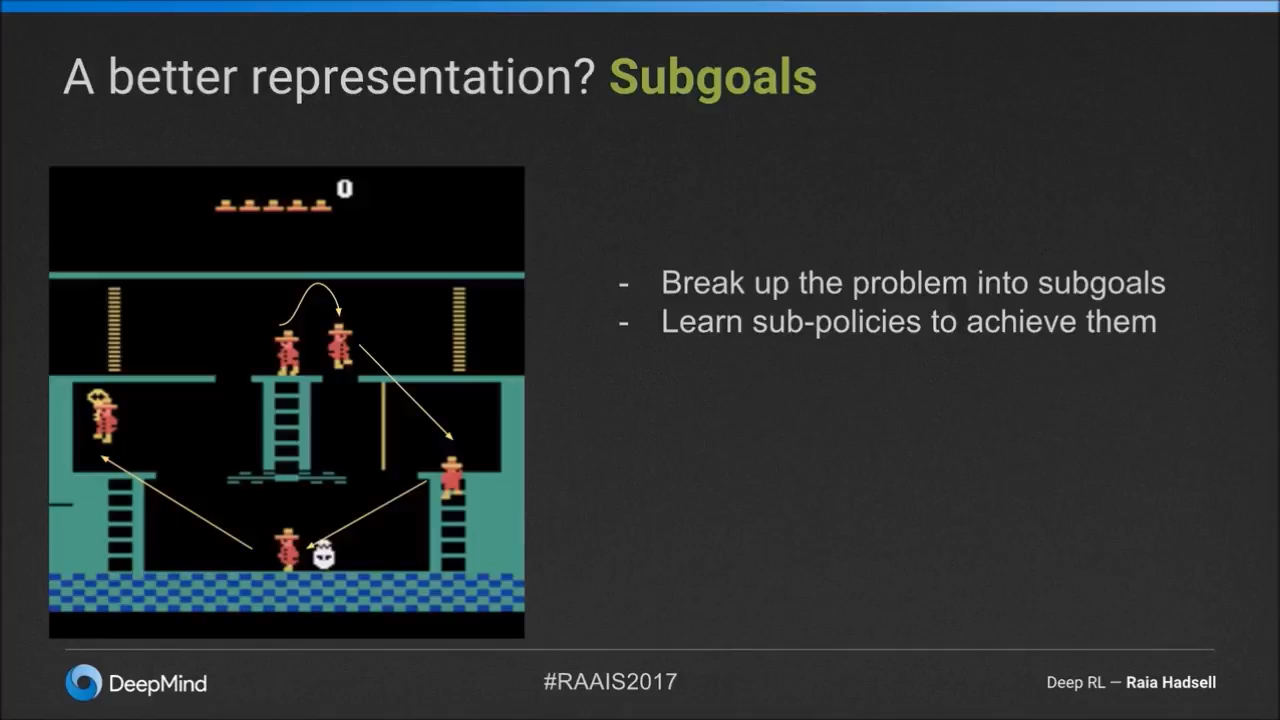 A better representation? Subgoals
0
- Break up the problem into subgoals
- Learn sub-policies to achieve them
DeepMind
#RAAIS2017
Deep RL — Raia Hadsell